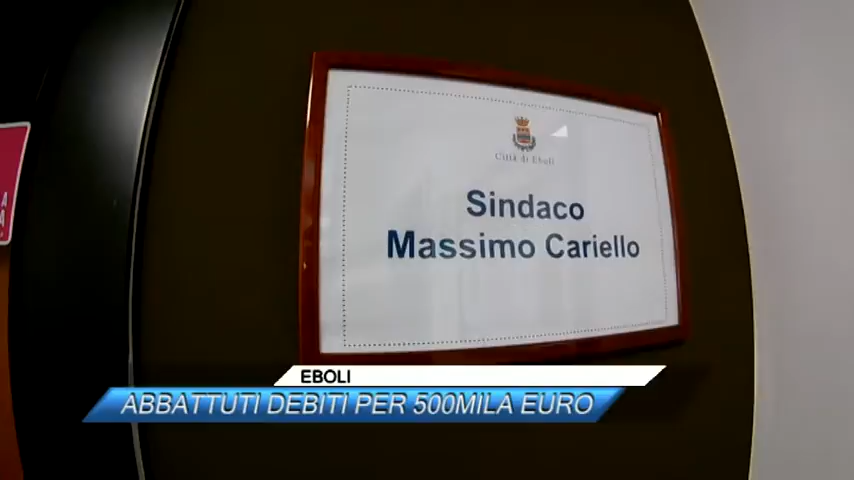 Città di Eboli
Sindaco
Massimo Cariello
EBOLI
ABBATTUTI DEBITI PER 500MILA EURO